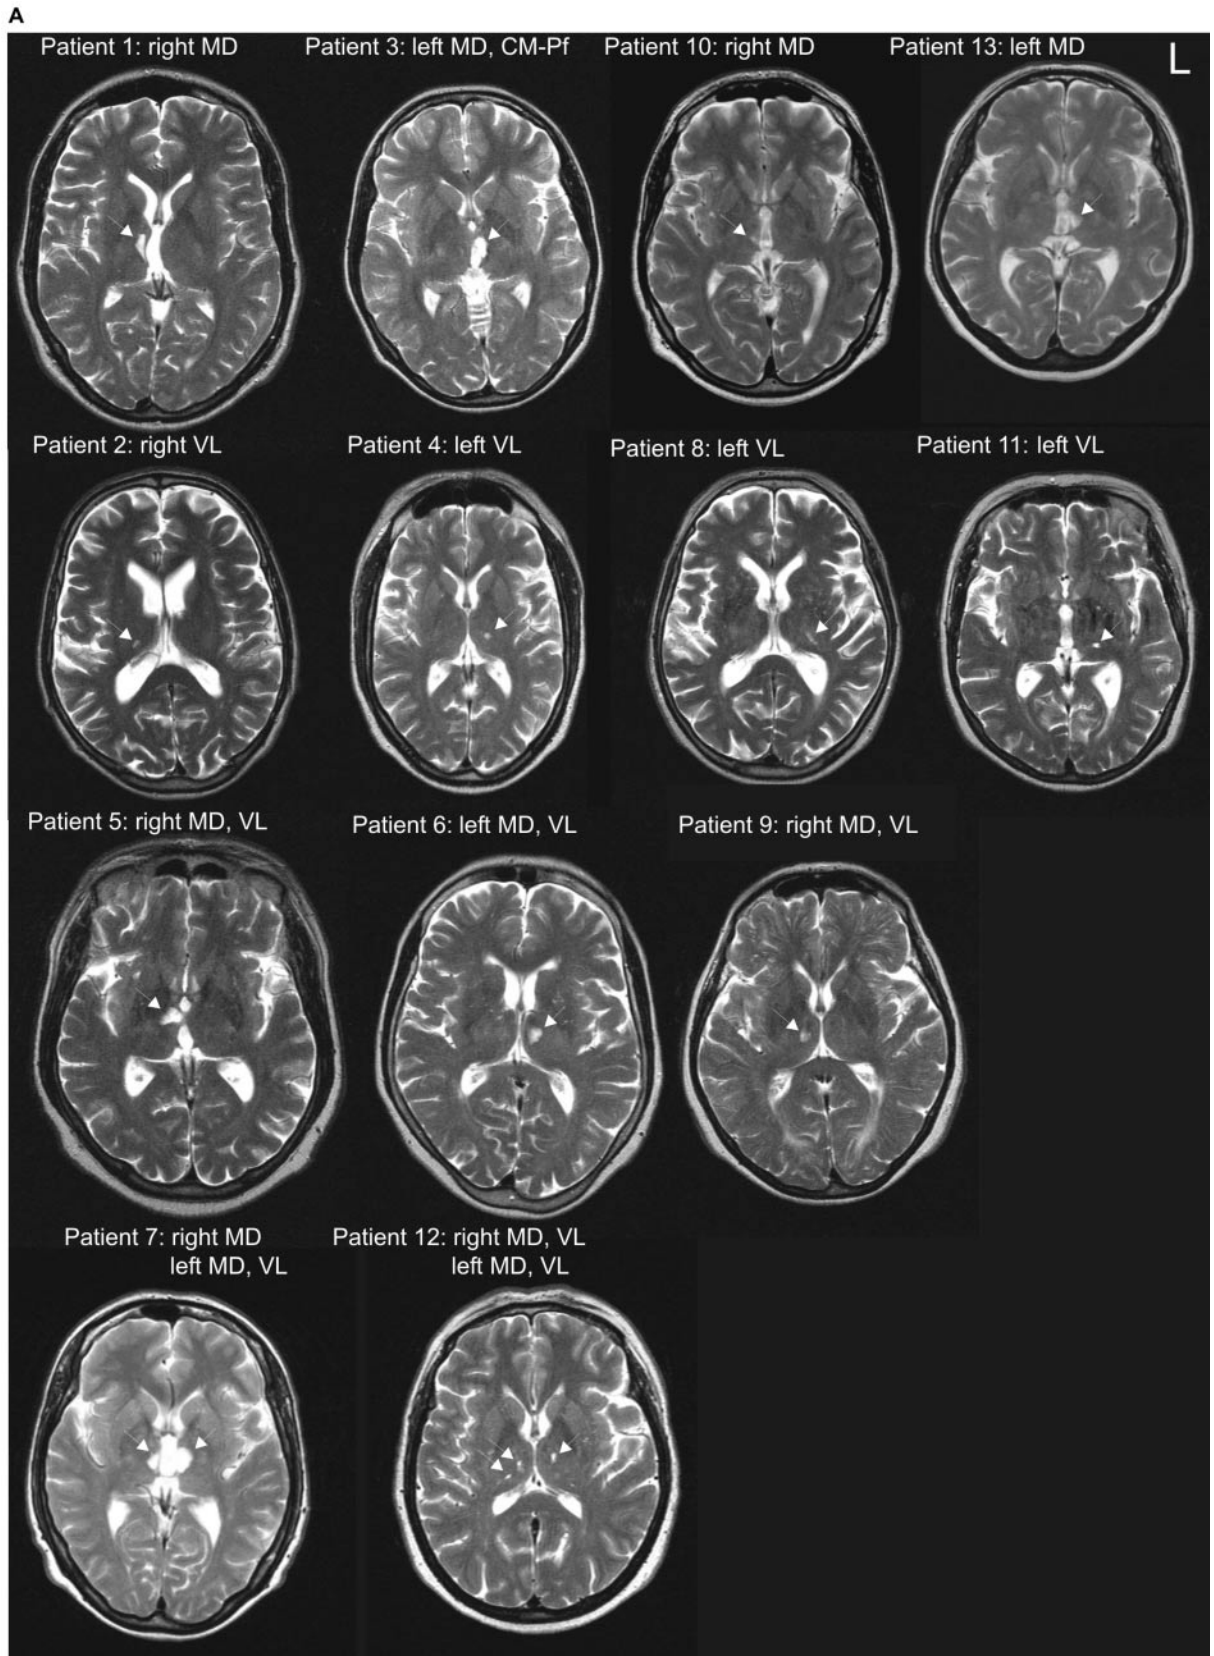 A
Patient 1: right MD
Patient 3: left MD, CM-Pf
Patient 10: right MD
Patient 13: left MD
L
Patient 2: right VL
Patient 4: left VL
Patient 8: left VL
Patient 11: left VL
Patient 5: right MD, VL
Patient 6: left MD, VL
Patient 9: right MD, VL
Patient 7: right MD
left MD, VL
Patient 12: right MD, VL
left MD, VL